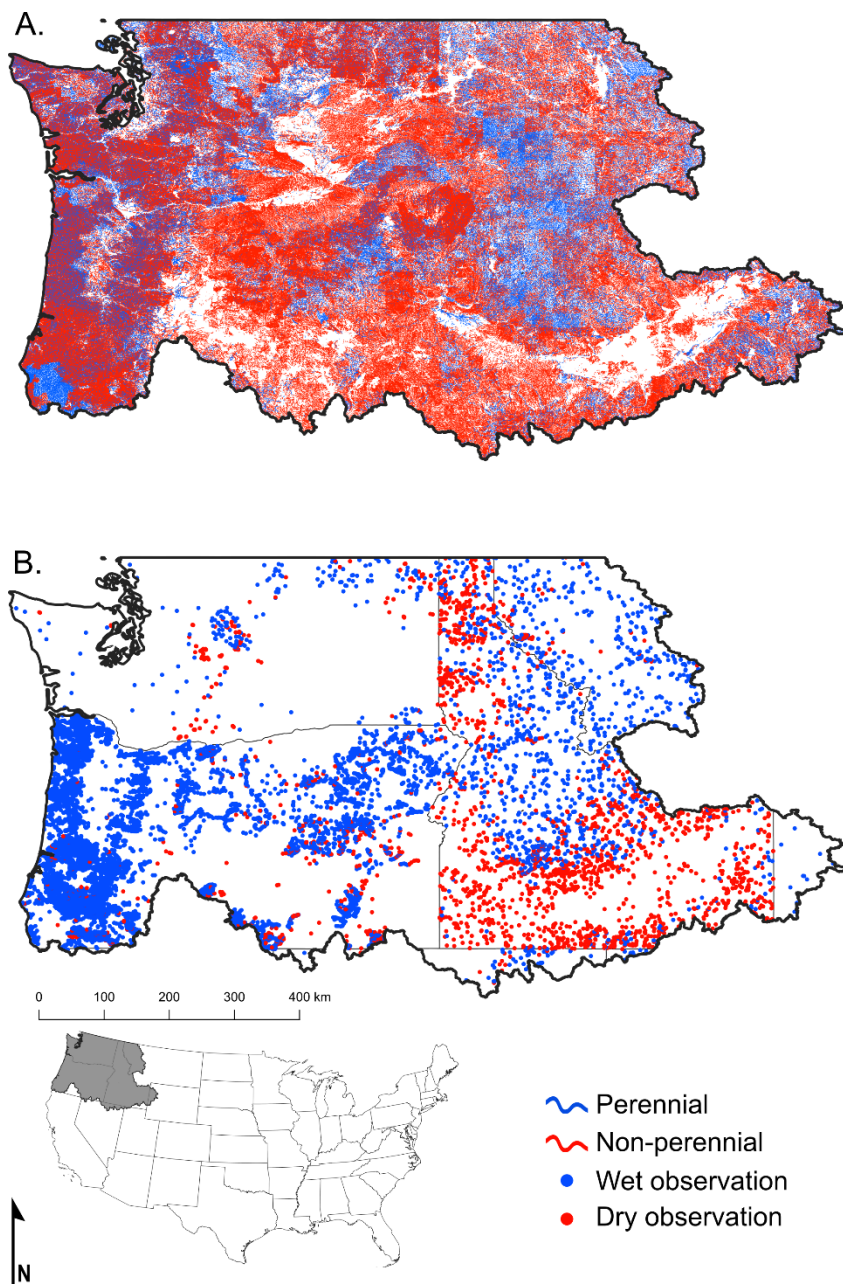 A.
B.
0 100 200 300 400 km
Perennial
Non-perennial
Wet observation
Dry observation
N